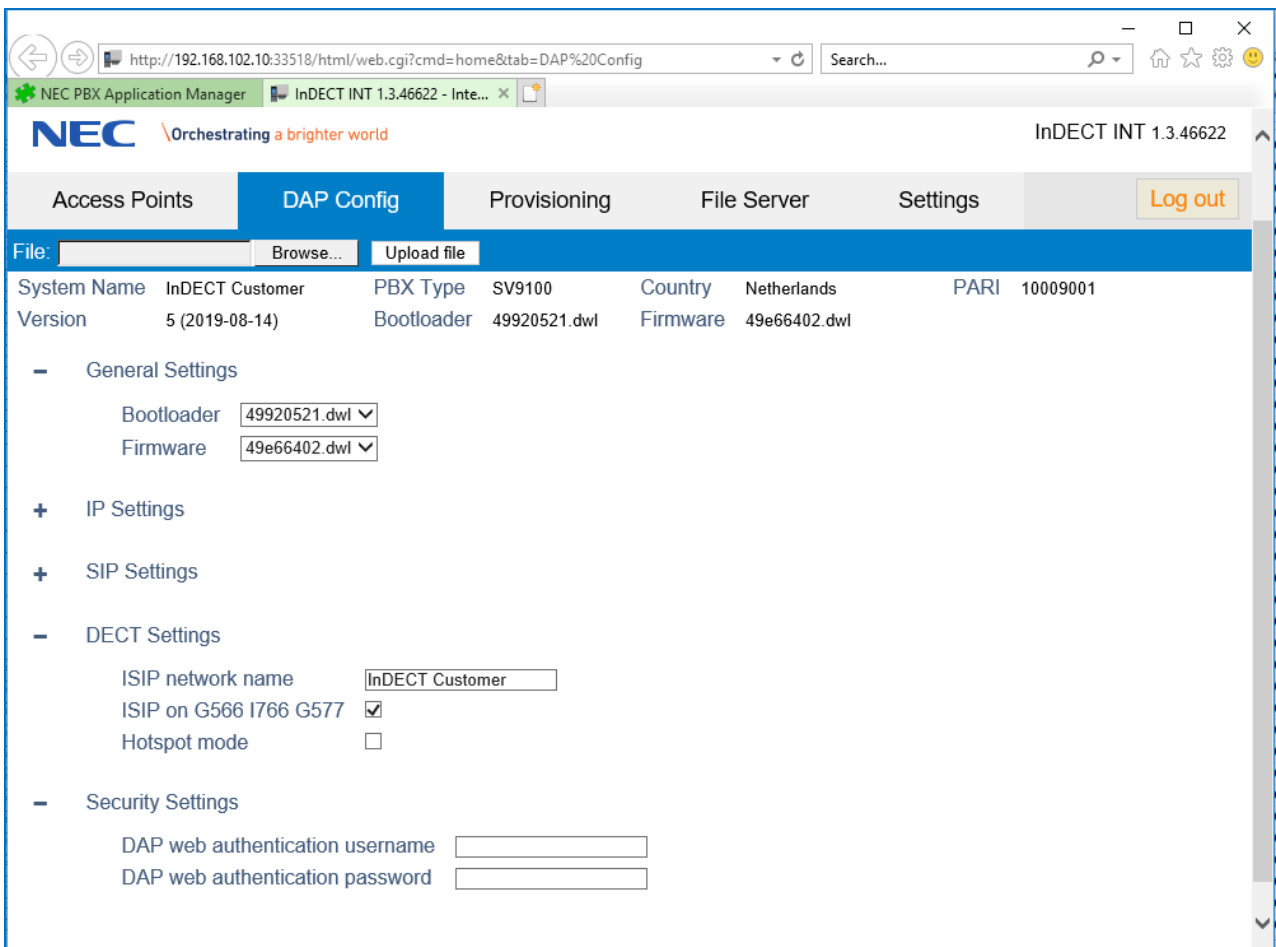 http://192.168.102.10:33518/html/web.cgi?cmd=home&tab=DAP%20Config Search...
NEC PBX Application Manager InDECT INT 1.3.46622 - Inte...
NEC Orchestrating a brighter world InDECT INT 1.3.46622
Access Points DAP Config Provisioning File Server Settings Log out
File: Browse... Upload file
System Name InDECT Customer PBX Type SV9100 Country Netherlands PARI 10009001
Version 5 (2019-08-14) Bootloader 49920521.dwl Firmware 49e66402.dwl
General Settings
Bootloader 49920521.dwl
Firmware 49e66402.dwl
IP Settings
SIP Settings
DECT Settings
ISIP network name InDECT Customer
ISIP on G566 I766 G577
Hotspot mode
Security Settings
DAP web authentication username
DAP web authentication password